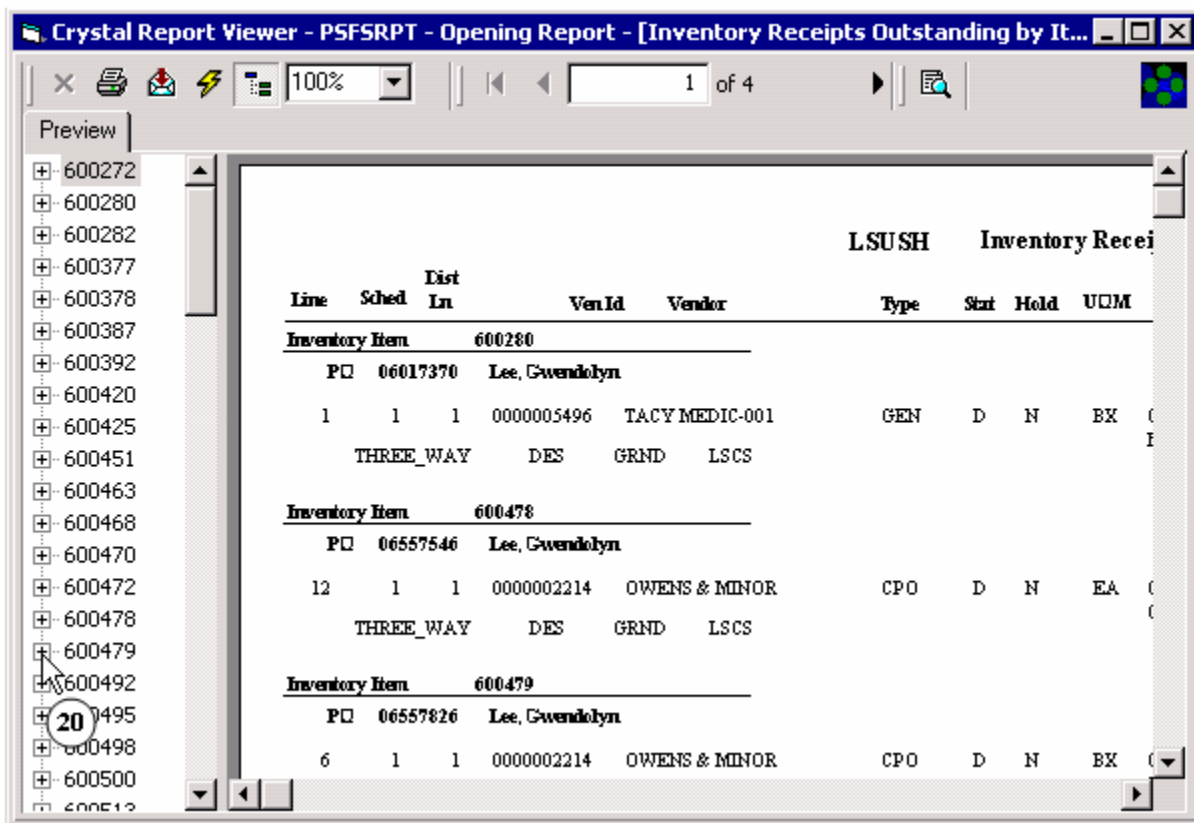 Crystal Report Viewer - PSFSRPT - Opening Report - [Inventory Receipts Outstanding by It...
100% 1 of 4
Preview
600272
600280
600282
600377
600378
600387
600392
600420
600425
600451
600463
600468
600470
600472
600478
600479
600492
0495
600498
600500
600513
20
LSUSH Inventory Recei
Dist
Line Sched Ln Ven Id Vendor Type Stat Hold UOM
Inventory Item 600280
PO 06017370 Lee, Gwendolyn
1 1 1 0000005496 TACY MEDIC-001 GEN D N BX
THREE_WAY DES GRND LSCS
Inventory Item 600478
PO 06557546 Lee, Gwendolyn
12 1 1 0000002214 OWENS & MINOR CPO D N EA
THREE_WAY DES GRND LSCS
Inventory Item 600479
PO 06557826 Lee, Gwendolyn
6 1 1 0000002214 OWENS & MINOR CPO D N BX